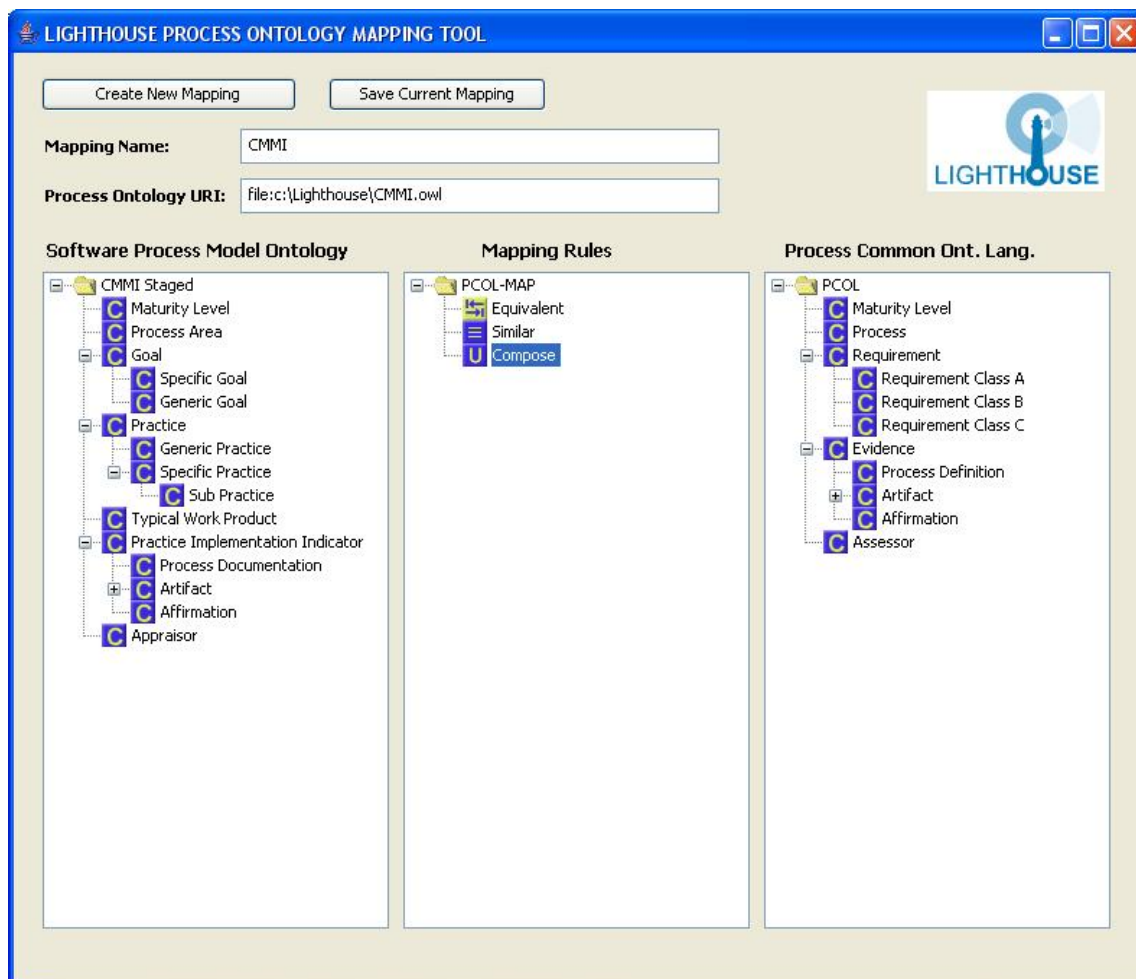 LIGHTHOUSE PROCESS ONTOLOGY MAPPING TOOL
Create New Mapping
Save Current Mapping
LIGHTHOUSE
Mapping Name:
CMMI
Process Ontology URI:
file:c:\Lighthouse\CMMI.owl
Software Process Model Ontology
CMMI Staged
C Maturity Level
C Process Area
C Goal
C Specific Goal
C Generic Goal
C Practice
C Generic Practice
C Specific Practice
C Sub Practice
C Typical Work Product
C Practice Implementation Indicator
C Process Documentation
C Artifact
C Affirmation
C Appraisor
Mapping Rules
PCOL-MAP
Equivalent
Similar
U Compose
Process Common Ont. Lang.
PCOL
C Maturity Level
C Process
C Requirement
C Requirement Class A
C Requirement Class B
C Requirement Class C
C Evidence
C Process Definition
C Artifact
C Affirmation
C Assessor